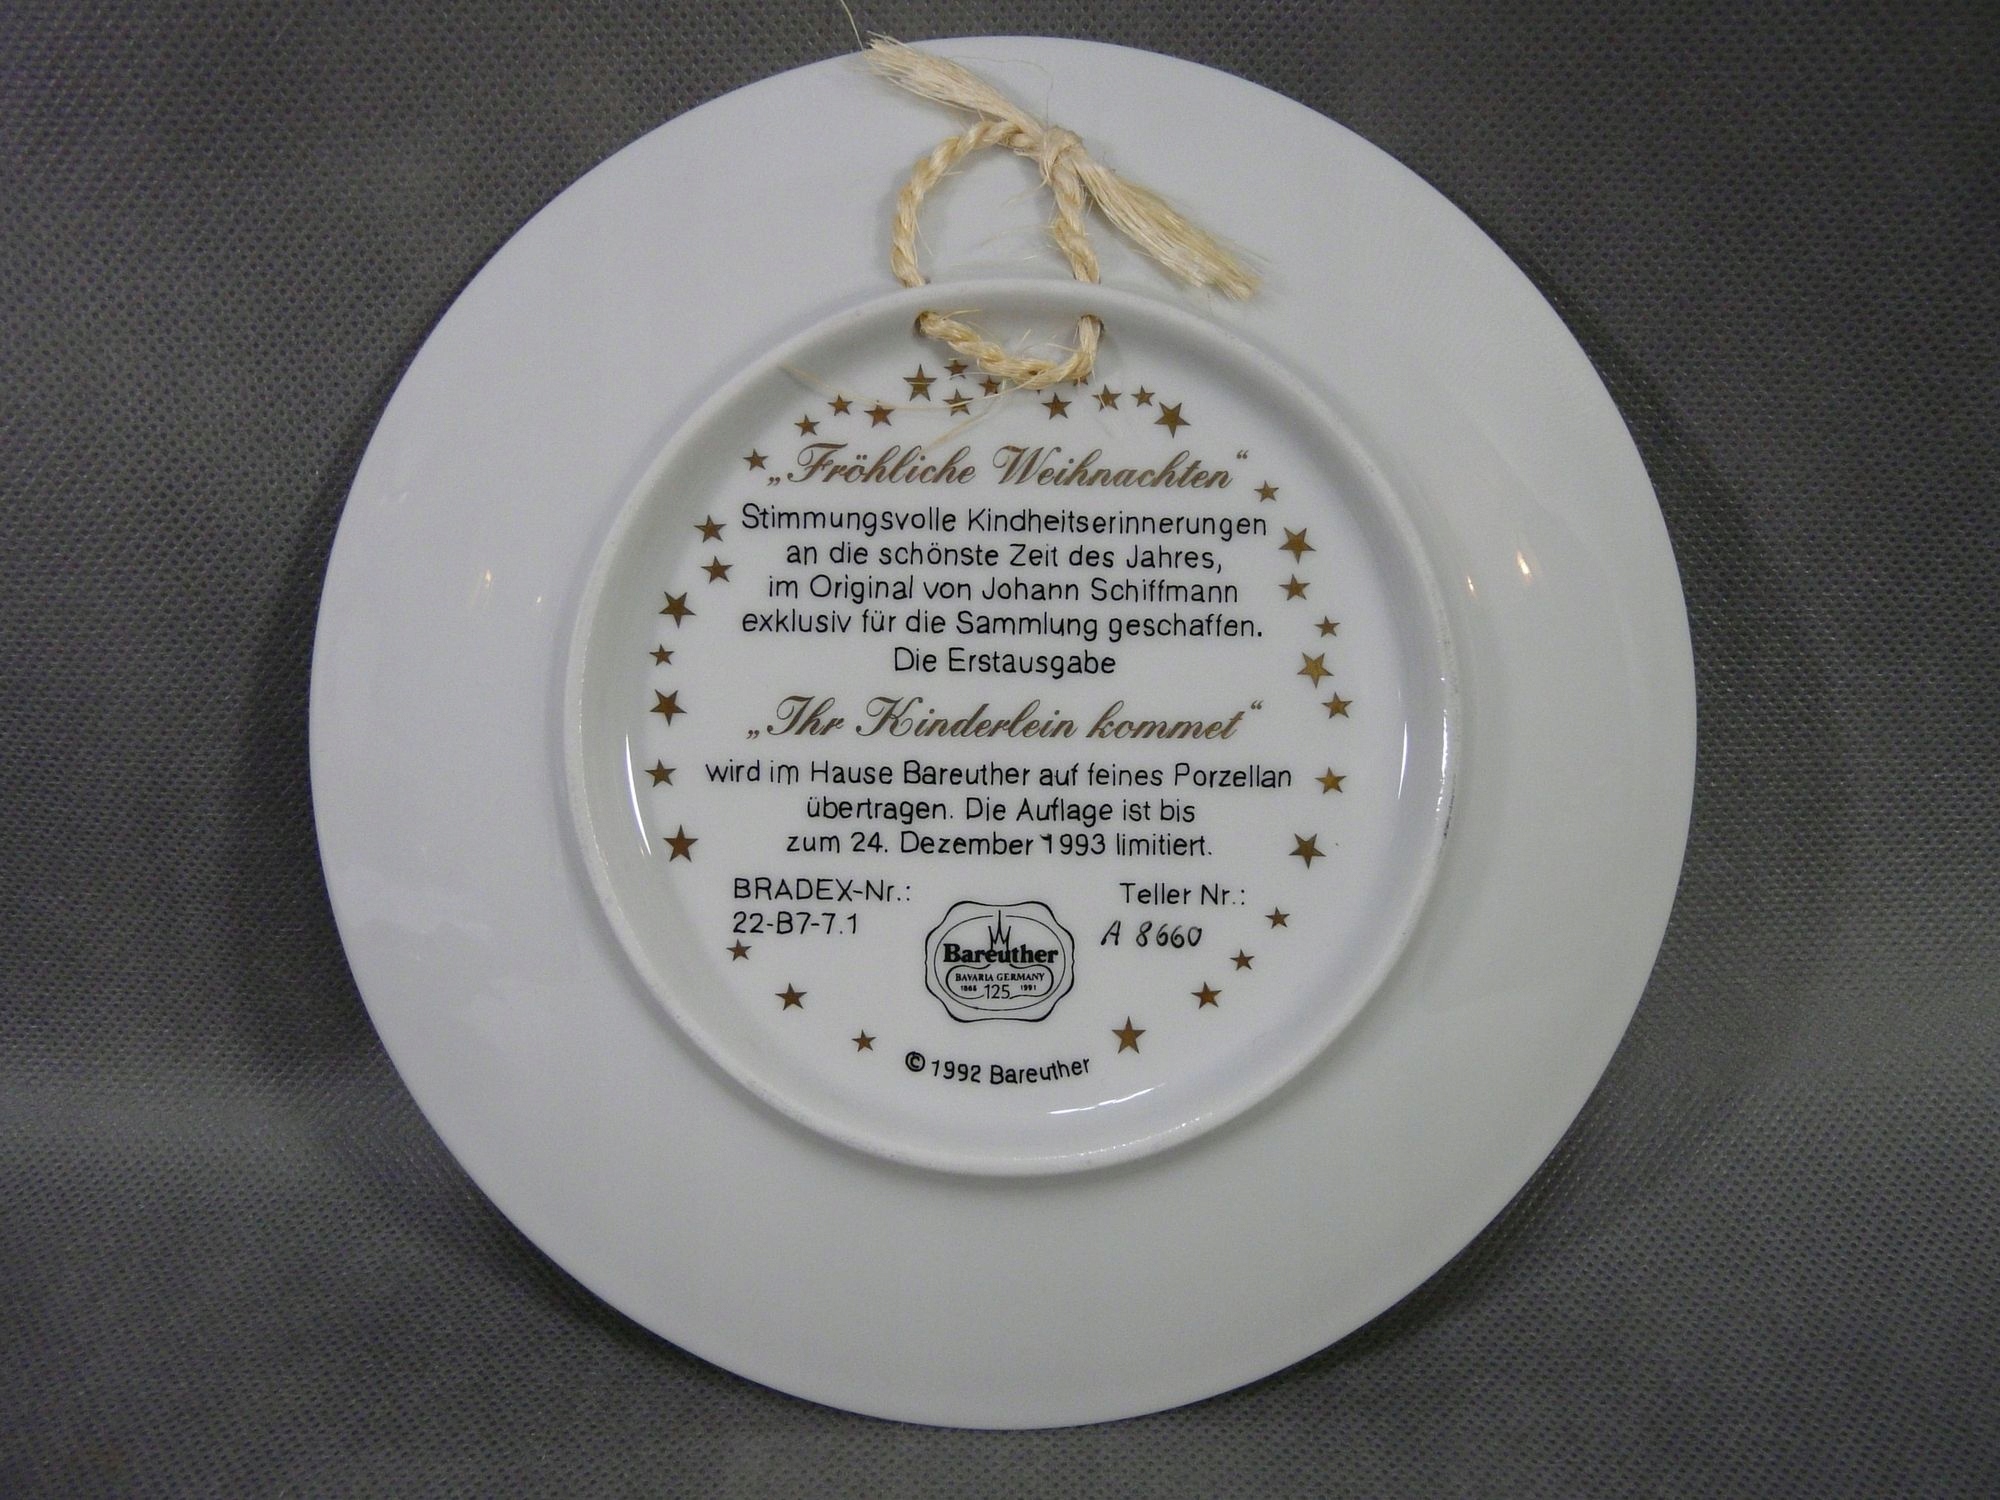 „Fröhliche Weihnachten“
Stimmungsvolle Kindheitserinnerungen
an die schönste Zeit des Jahres,
im Original von Johann Schiffmann
exklusiv für die Sammlung geschaffen.
Die Erstausgabe
„Ihr Kinderlein kommet“
wird im Hause Bareuther auf feines Porzellan
übertragen. Die Auflage ist bis
zum 24. Dezember 1993 limitiert.
BRADEX-Nr.:
22-B7-7.1
Teller Nr.:
A 8660
Bareuther
BAVARIA GERMANY
1866 125 1991
© 1992 Bareuther